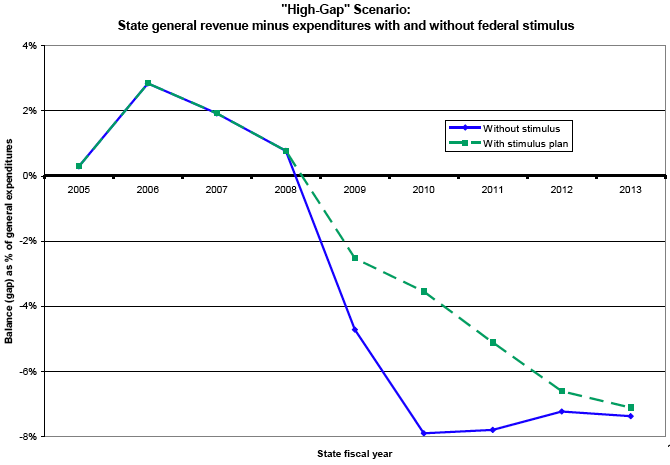 "High-Gap" Scenario:
State general revenue minus expenditures with and without federal stimulus
4%
2%
0%
-2%
-4%
-6%
-8%
Balance (gap) as % of general expenditures
Without stimulus
With stimulus plan
2005 2006 2007 2008 2009 2010 2011 2012 2013
State fiscal year